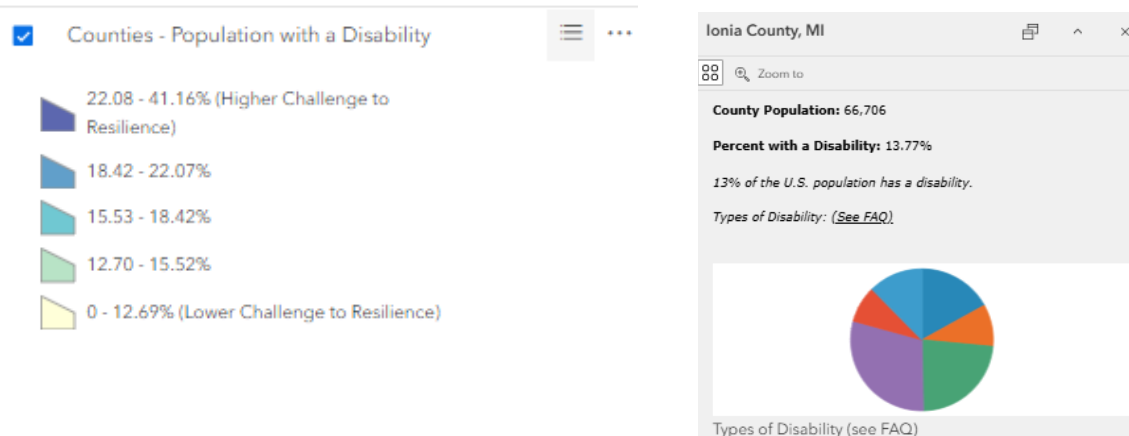 Counties - Population with a Disability
22.08 - 41.16% (Higher Challenge to
Resilience)
18.42 - 22.07%
15.53 - 18.42%
12.70 - 15.52%
0 - 12.69% (Lower Challenge to Resilience)
Ionia County, MI
Zoom to
County Population: 66,706
Percent with a Disability: 13.77%
13% of the U.S. population has a disability.
Types of Disability: (See FAQ)
Types of Disability (see FAQ)